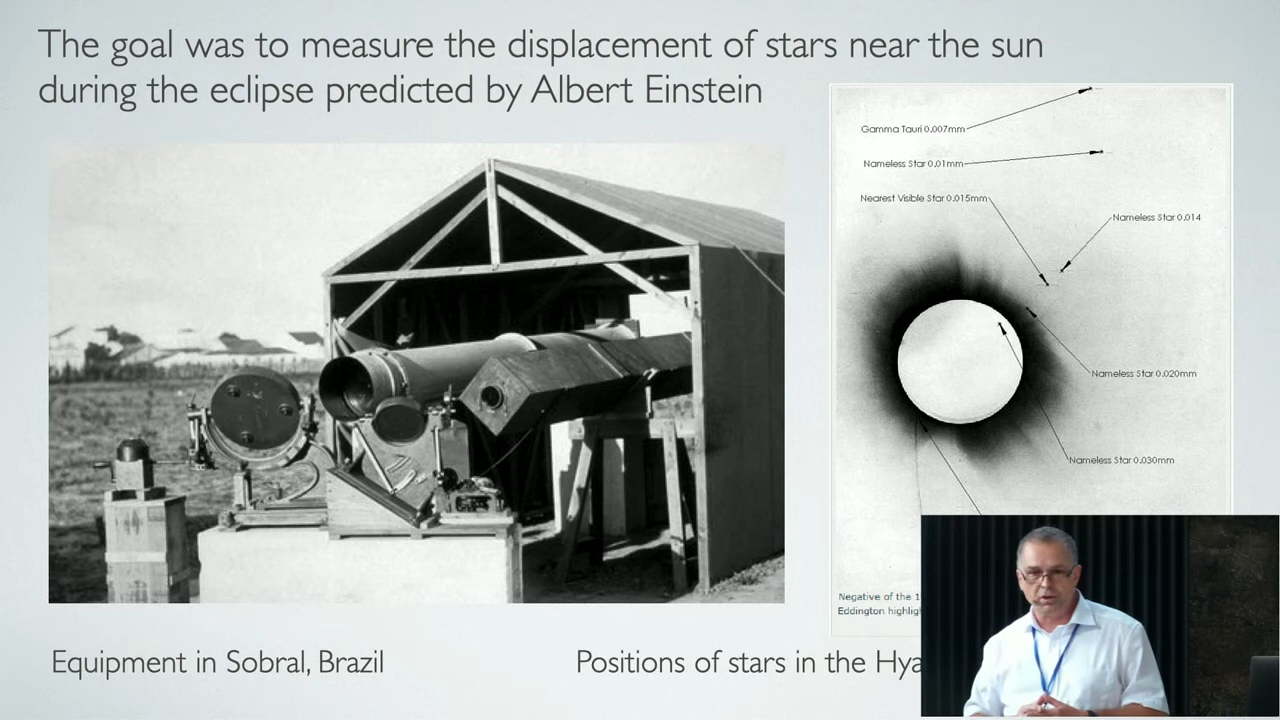 The goal was to measure the displacement of stars near the sun
during the eclipse predicted by Albert Einstein
Gamma Tauri 0.007mm
Nameless Star 0.01mm
Nearest Visible Star 0.015mm
Nameless Star 0.014
Nameless Star 0.020mm
Nameless Star 0.030mm
Negative of the 1
Eddington
Equipment in Sobral, Brazil
Positions of stars in the